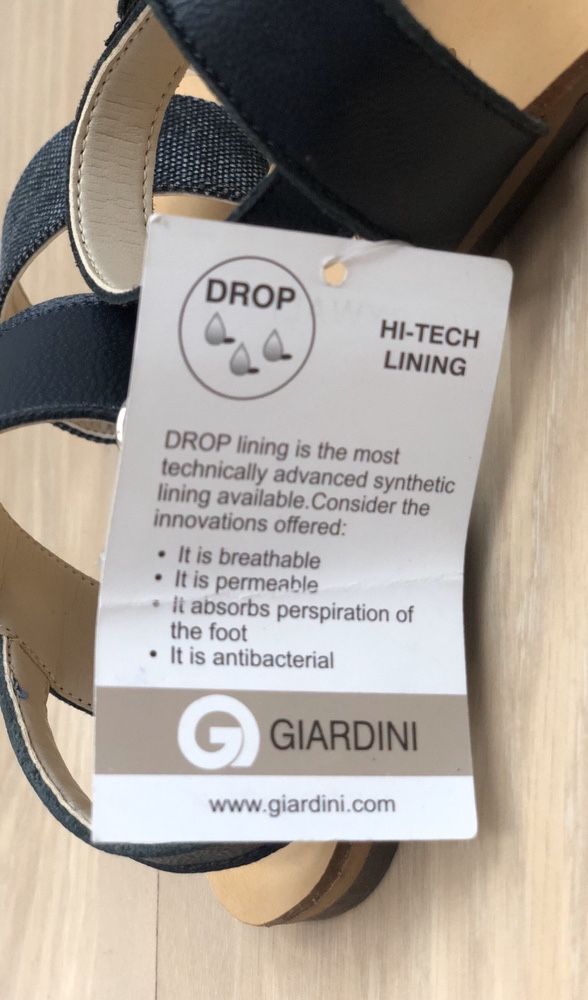 DROP
HI-TECH
LINING
DROP lining is the most
technically advanced synthetic
lining available.Consider the
innovations offered:
• It is breathable
• It is permeable
• It absorbs perspiration of
the foot
• It is antibacterial
GIARDINI
www.giardini.com